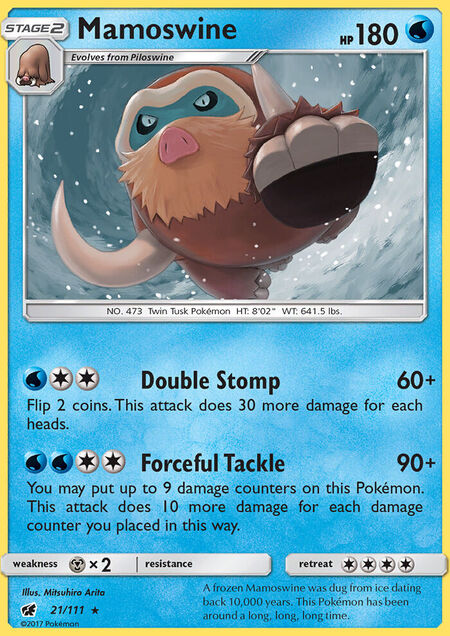 STAGE2
Mamoswine
HP 180
Evolves from Piloswine
NO. 473 Twin Tusk Pokémon HT: 8'02" WT: 641.5 lbs.
Double Stomp 60+
Flip 2 coins. This attack does 30 more damage for each
heads.
Forceful Tackle 90+
You may put up to 9 damage counters on this Pokémon.
This attack does 10 more damage for each damage
counter you placed in this way.
weakness ×2 resistance retreat
Illus. Mitsuhiro Arita
21/111 ★
©2017 Pokémon
A frozen Mamoswine was dug from ice dating
back 10,000 years. This Pokémon has been
around a long, long, long time.